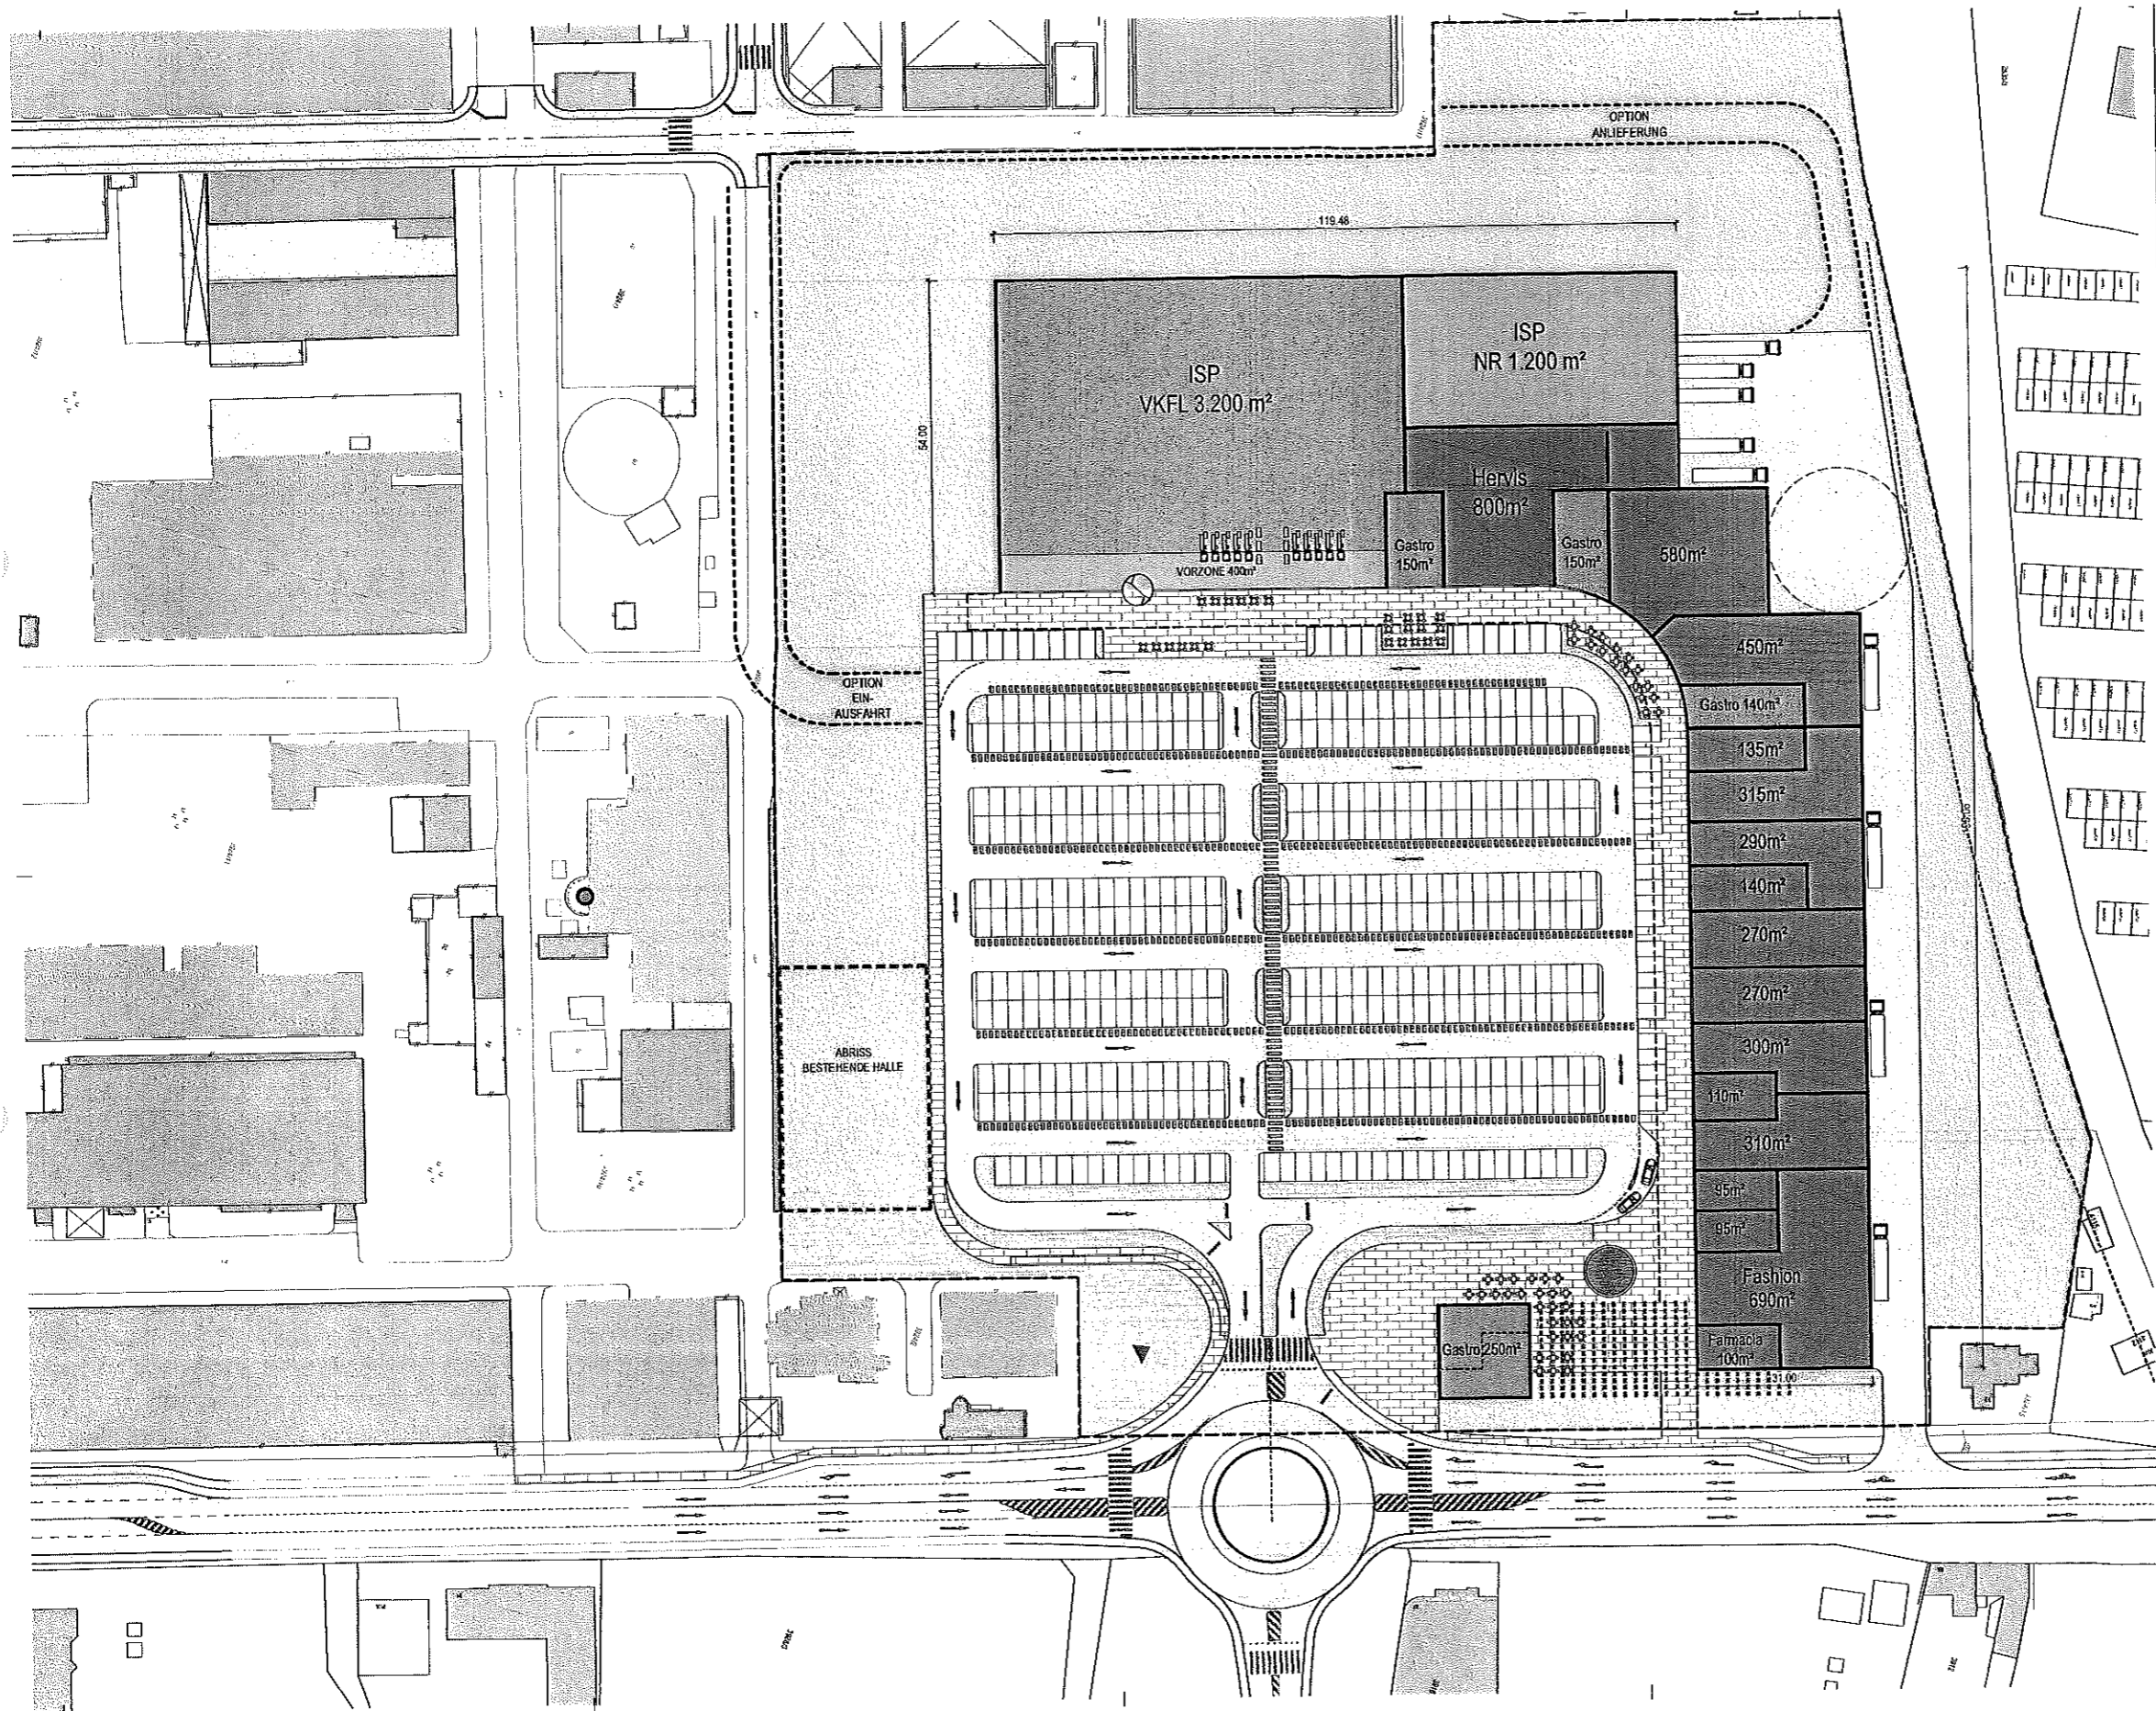 OPTION
ANLIEFERUNG
119.48
54.00
ISP
VKFL 3.200 m²
ISP
NR 1.200 m²
Hervis
800m²
Gastro
150m²
Gastro
150m²
580m²
VORZONE 400m²
450m²
Gastro 140m²
135m²
315m²
290m²
140m²
270m²
270m²
300m²
110m²
310m²
95m²
95m²
Fashion
690m²
Farmacia
100m²
31.00
Gastro 250m²
OPTION
EIN-
AUSFAHRT
ABRISS
BESTEHENDE HALLE